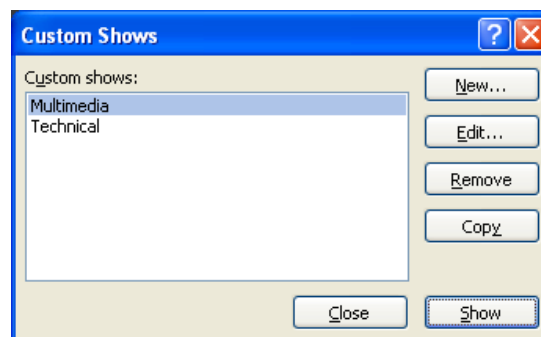 Custom Shows
Custom shows:
Multimedia
Technical
New...
Edit...
Remove
Copy
Close
Show